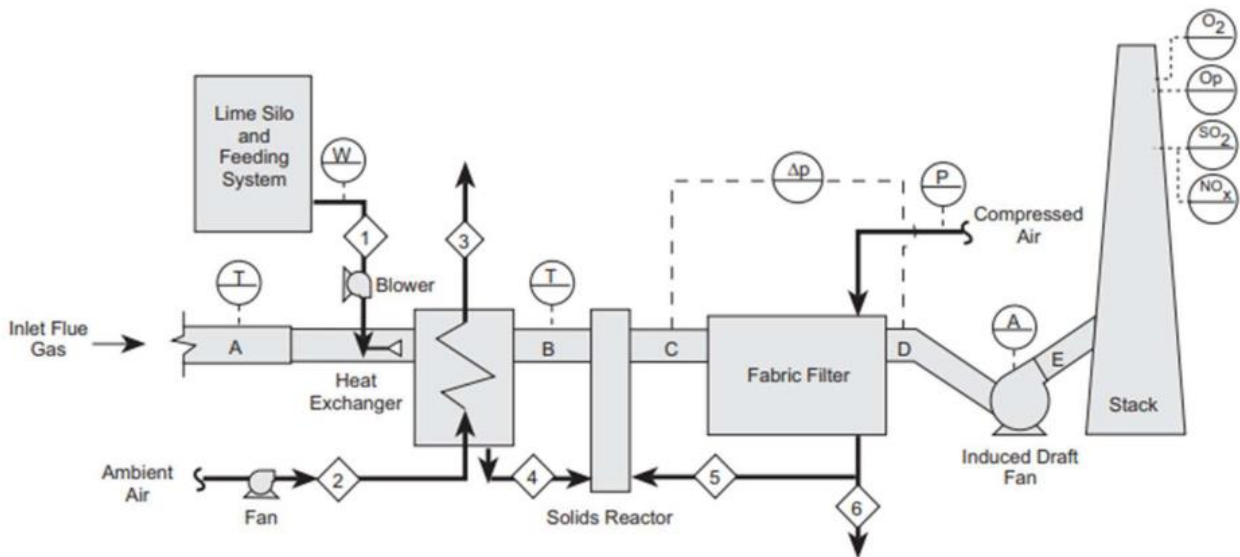 O2
Op
SO2
NOx
Lime Silo
and
Feeding
System
W
Δp
P
Compressed
Air
1
3
T
Blower
T
A
Inlet Flue
Gas
A
B
C
D
E
Heat
Exchanger
Fabric Filter
Stack
Ambient
Air
2
4
5
Induced Draft
Fan
Fan
Solids Reactor
6